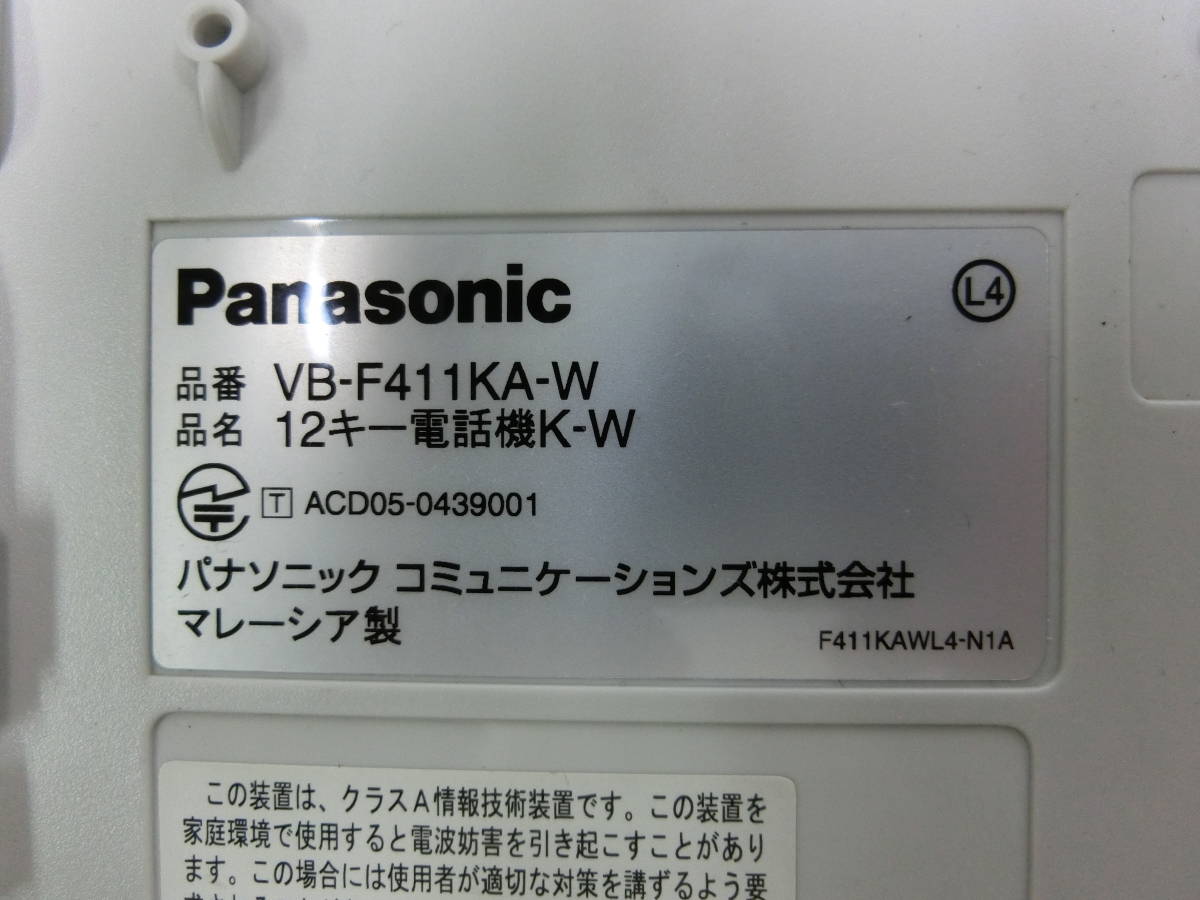 Panasonic
L4
品番 VB-F411KA-W
品名 12キー電話機K-W
T ACD05-0439001
パナソニック コミュニケーションズ株式会社
マレーシア製
F411KAWL4-N1A
この装置は、クラスA情報技術装置です。この装置を
家庭環境で使用すると電波妨害を引き起こすことがあり
ます。この場合には使用者が適切な対策を講ずるよう要